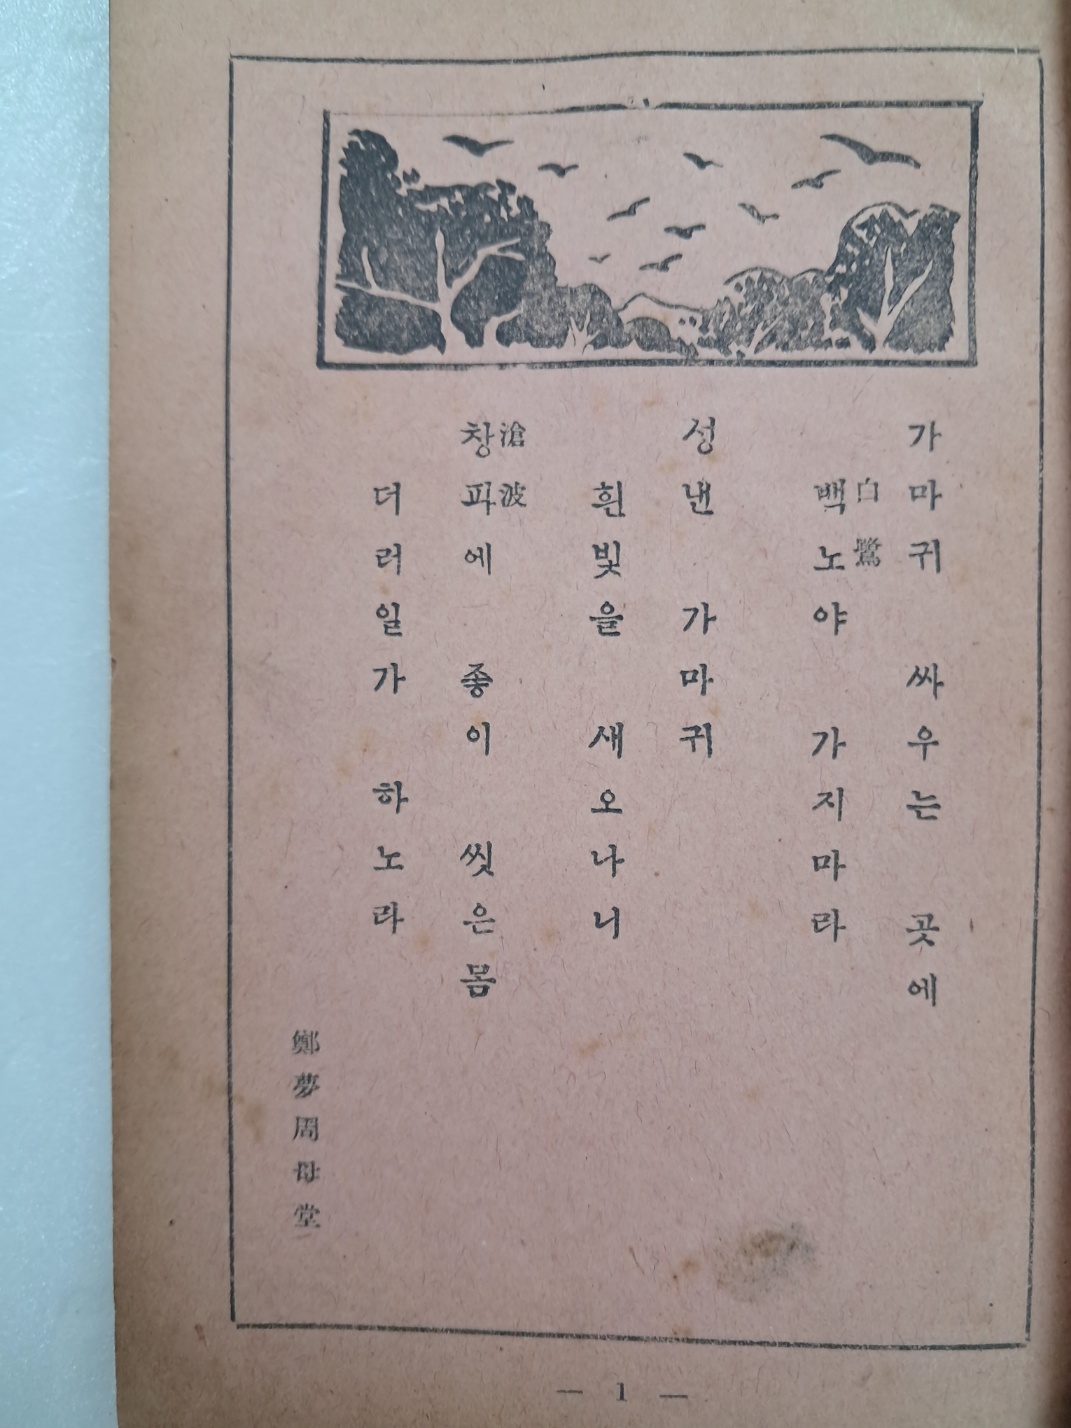 가마귀 싸우는 곳에
백노야 가지마라
白鷺
성낸 가마귀
흰빛을 새오나니
창파에 좋이 씻은몸
滄波
더러일가 하노라
鄭夢周母堂
— 1 —